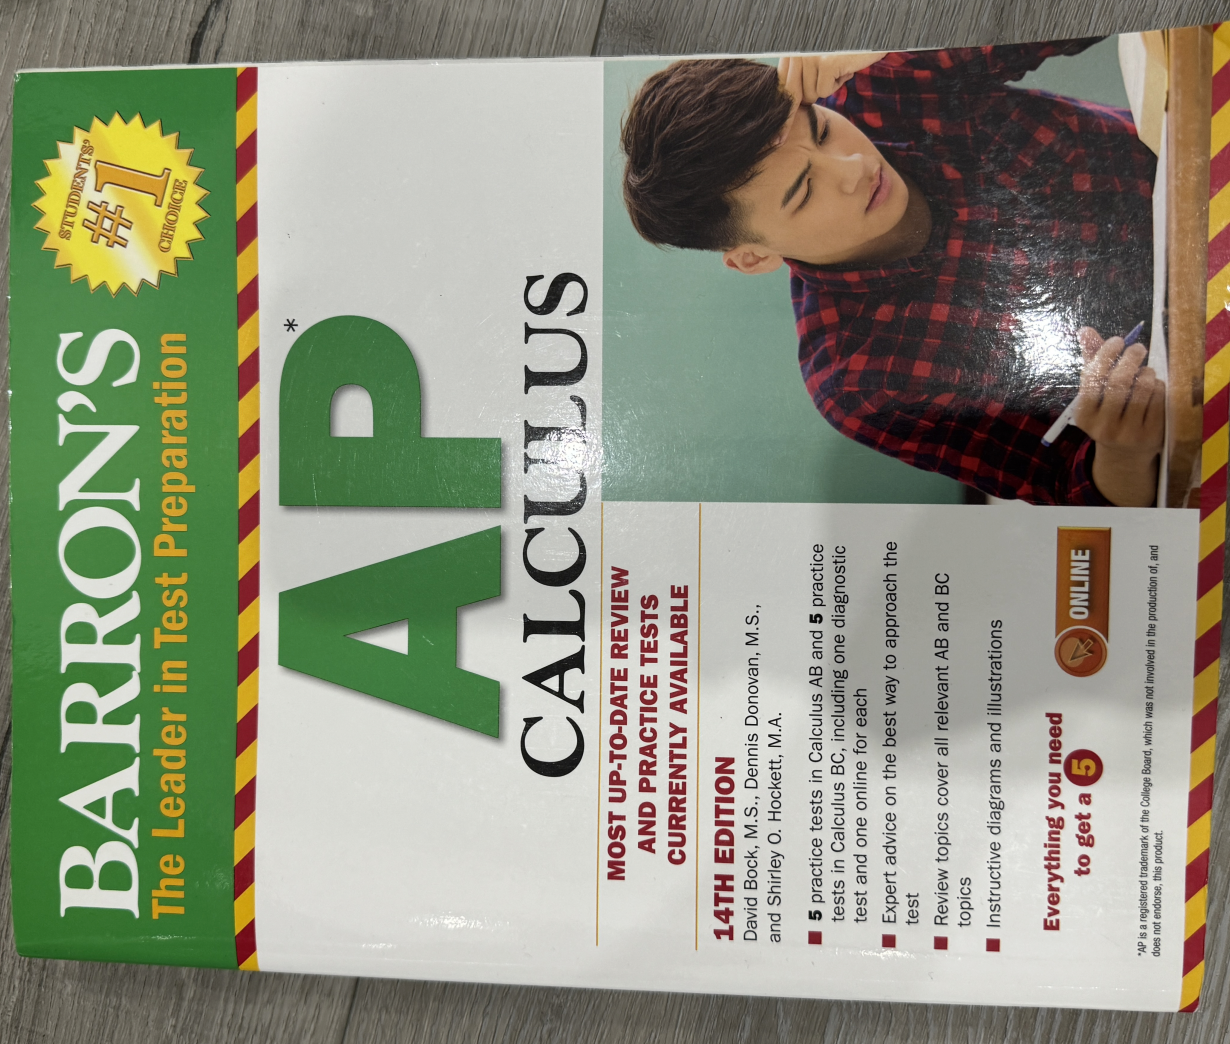 BARRON'S
The Leader in Test Preparation
STUDENTS'
#1
CHOICE
AP*
CALCULUS
MOST UP-TO-DATE REVIEW
AND PRACTICE TESTS
CURRENTLY AVAILABLE
14TH EDITION
David Bock, M.S., Dennis Donovan, M.S.,
and Shirley O. Hockett, M.A.
■ 5 practice tests in Calculus AB and 5 practice
tests in Calculus BC, including one diagnostic
test and one online for each
■ Expert advice on the best way to approach the
test
■ Review topics cover all relevant AB and BC
topics
■ Instructive diagrams and illustrations
Everything you need
to get a 5
ONLINE
*AP is a registered trademark of the College Board, which was not involved in the production of, and
does not endorse, this product.